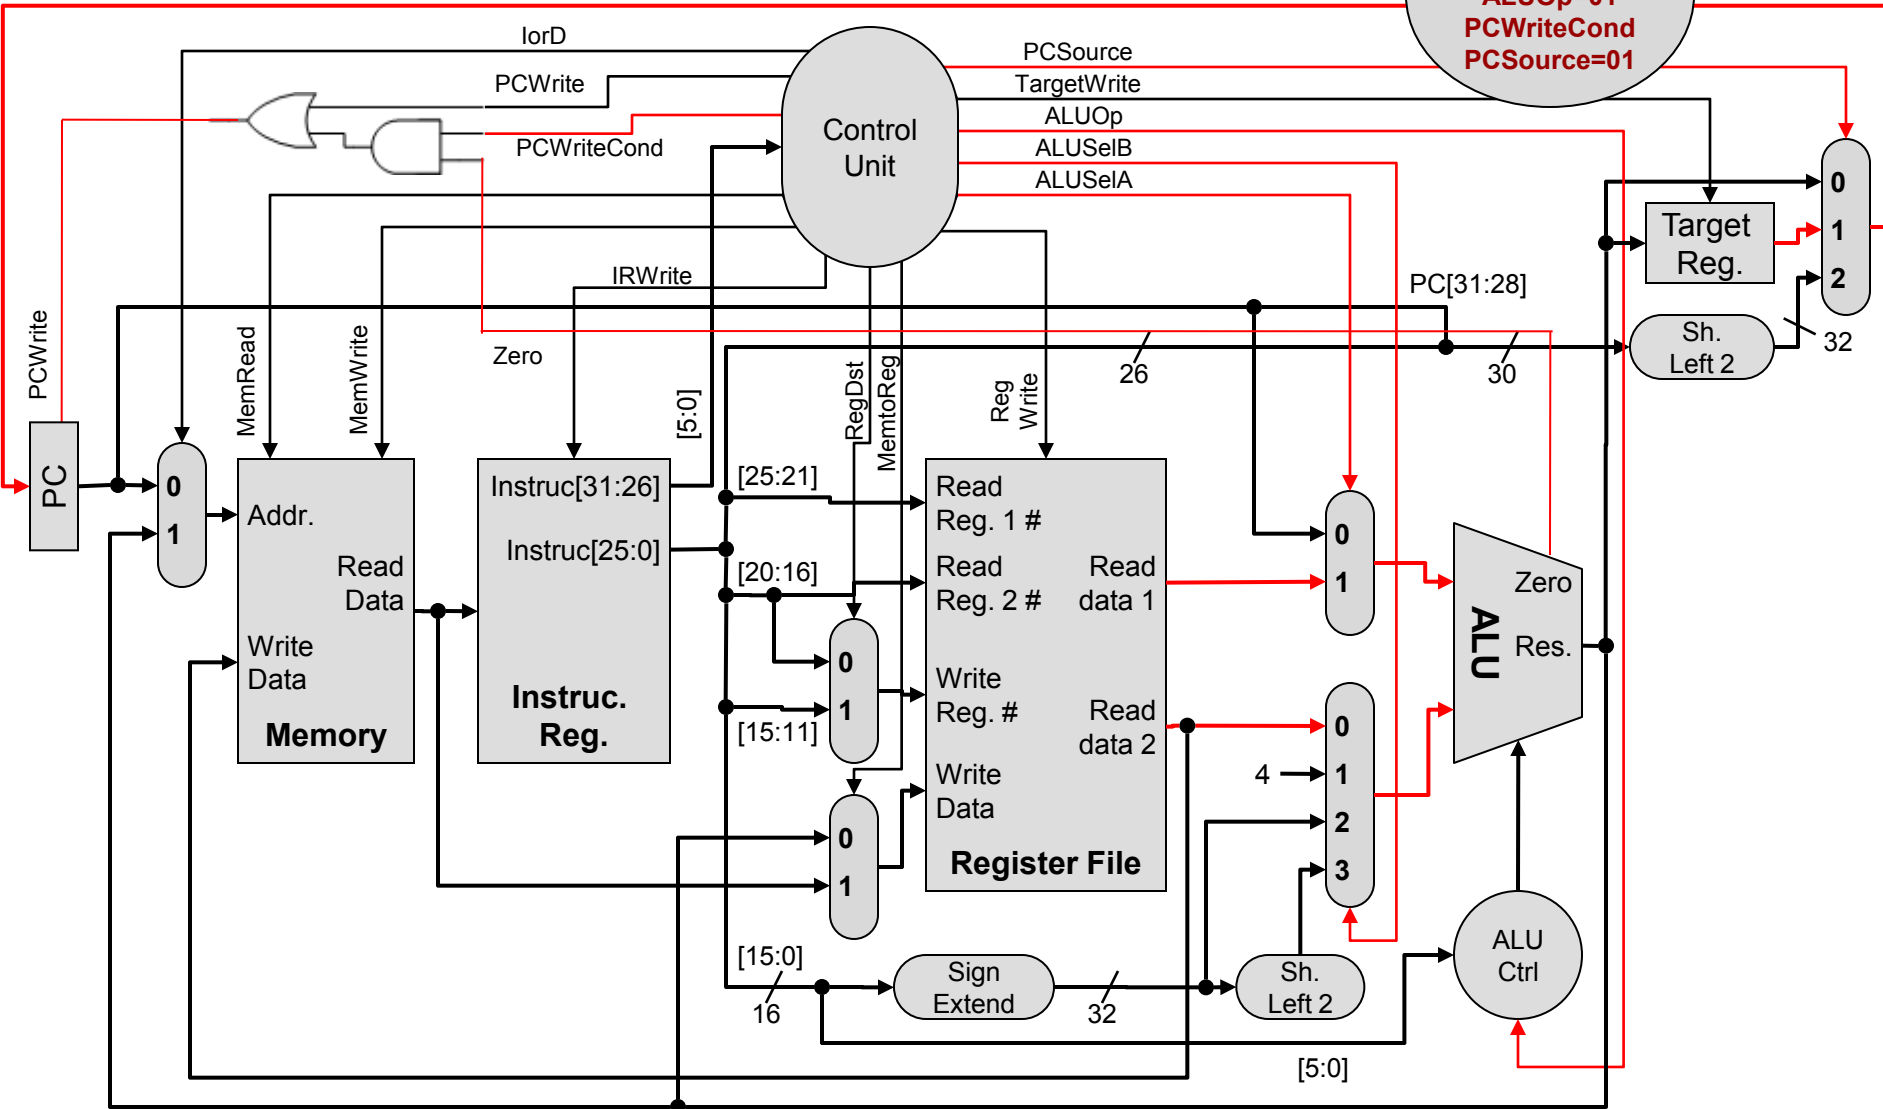 ALUOp=01
PCWriteCond
PCSource=01
IorD
PCWrite
PCWriteCond
Control
Unit
PCSource
TargetWrite
ALUOp
ALUSelB
ALUSelA
0
1
2
Target
Reg.
PC[31:28]
Sh.
Left 2
32
IRWrite
PCWrite
MemRead
MemWrite
Zero
[5:0]
RegDst
MemtoReg
Reg
Write
26
30
PC
0
1
Addr.
Read
Data
Write
Data
Memory
Instruc[31:26]
Instruc[25:0]
Instruc.
Reg.
[25:21]
[20:16]
[15:11]
0
1
0
1
Read
Reg. 1 #
Read
Reg. 2 #
Read
data 1
Write
Reg. #
Read
data 2
Write
Data
Register File
0
1
4
0
1
2
3
Zero
ALU
Res.
ALU
Ctrl
[15:0]
16
Sign
Extend
32
Sh.
Left 2
[5:0]